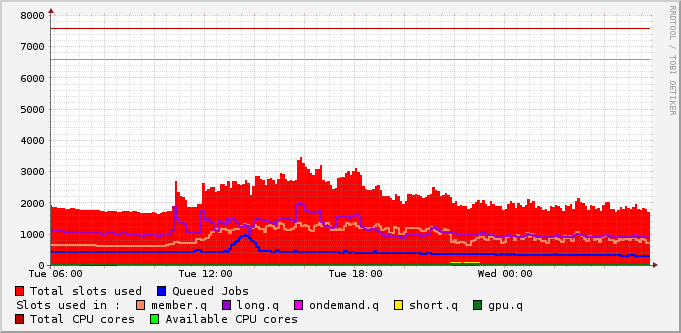 8000
7000
6000
5000
4000
3000
2000
1000
0
Tue 06:00 Tue 12:00 Tue 18:00 Wed 00:00
RRDTOOL / TOBI OETIKER
Total slots used Queued Jobs
Slots used in : member.q long.q ondemand.q short.q gpu.q
Total CPU cores Available CPU cores